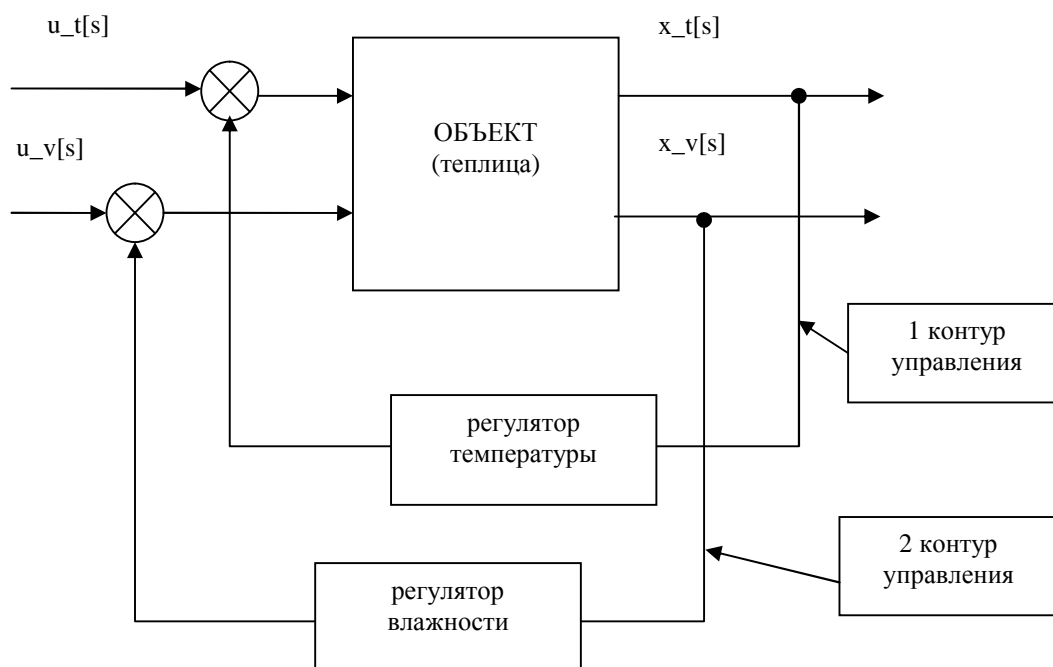 u_t[s]
x_t[s]
ОБЪЕКТ
(теплица)
u_v[s]
x_v[s]
1 контур
управления
регулятор
температуры
2 контур
управления
регулятор
влажности